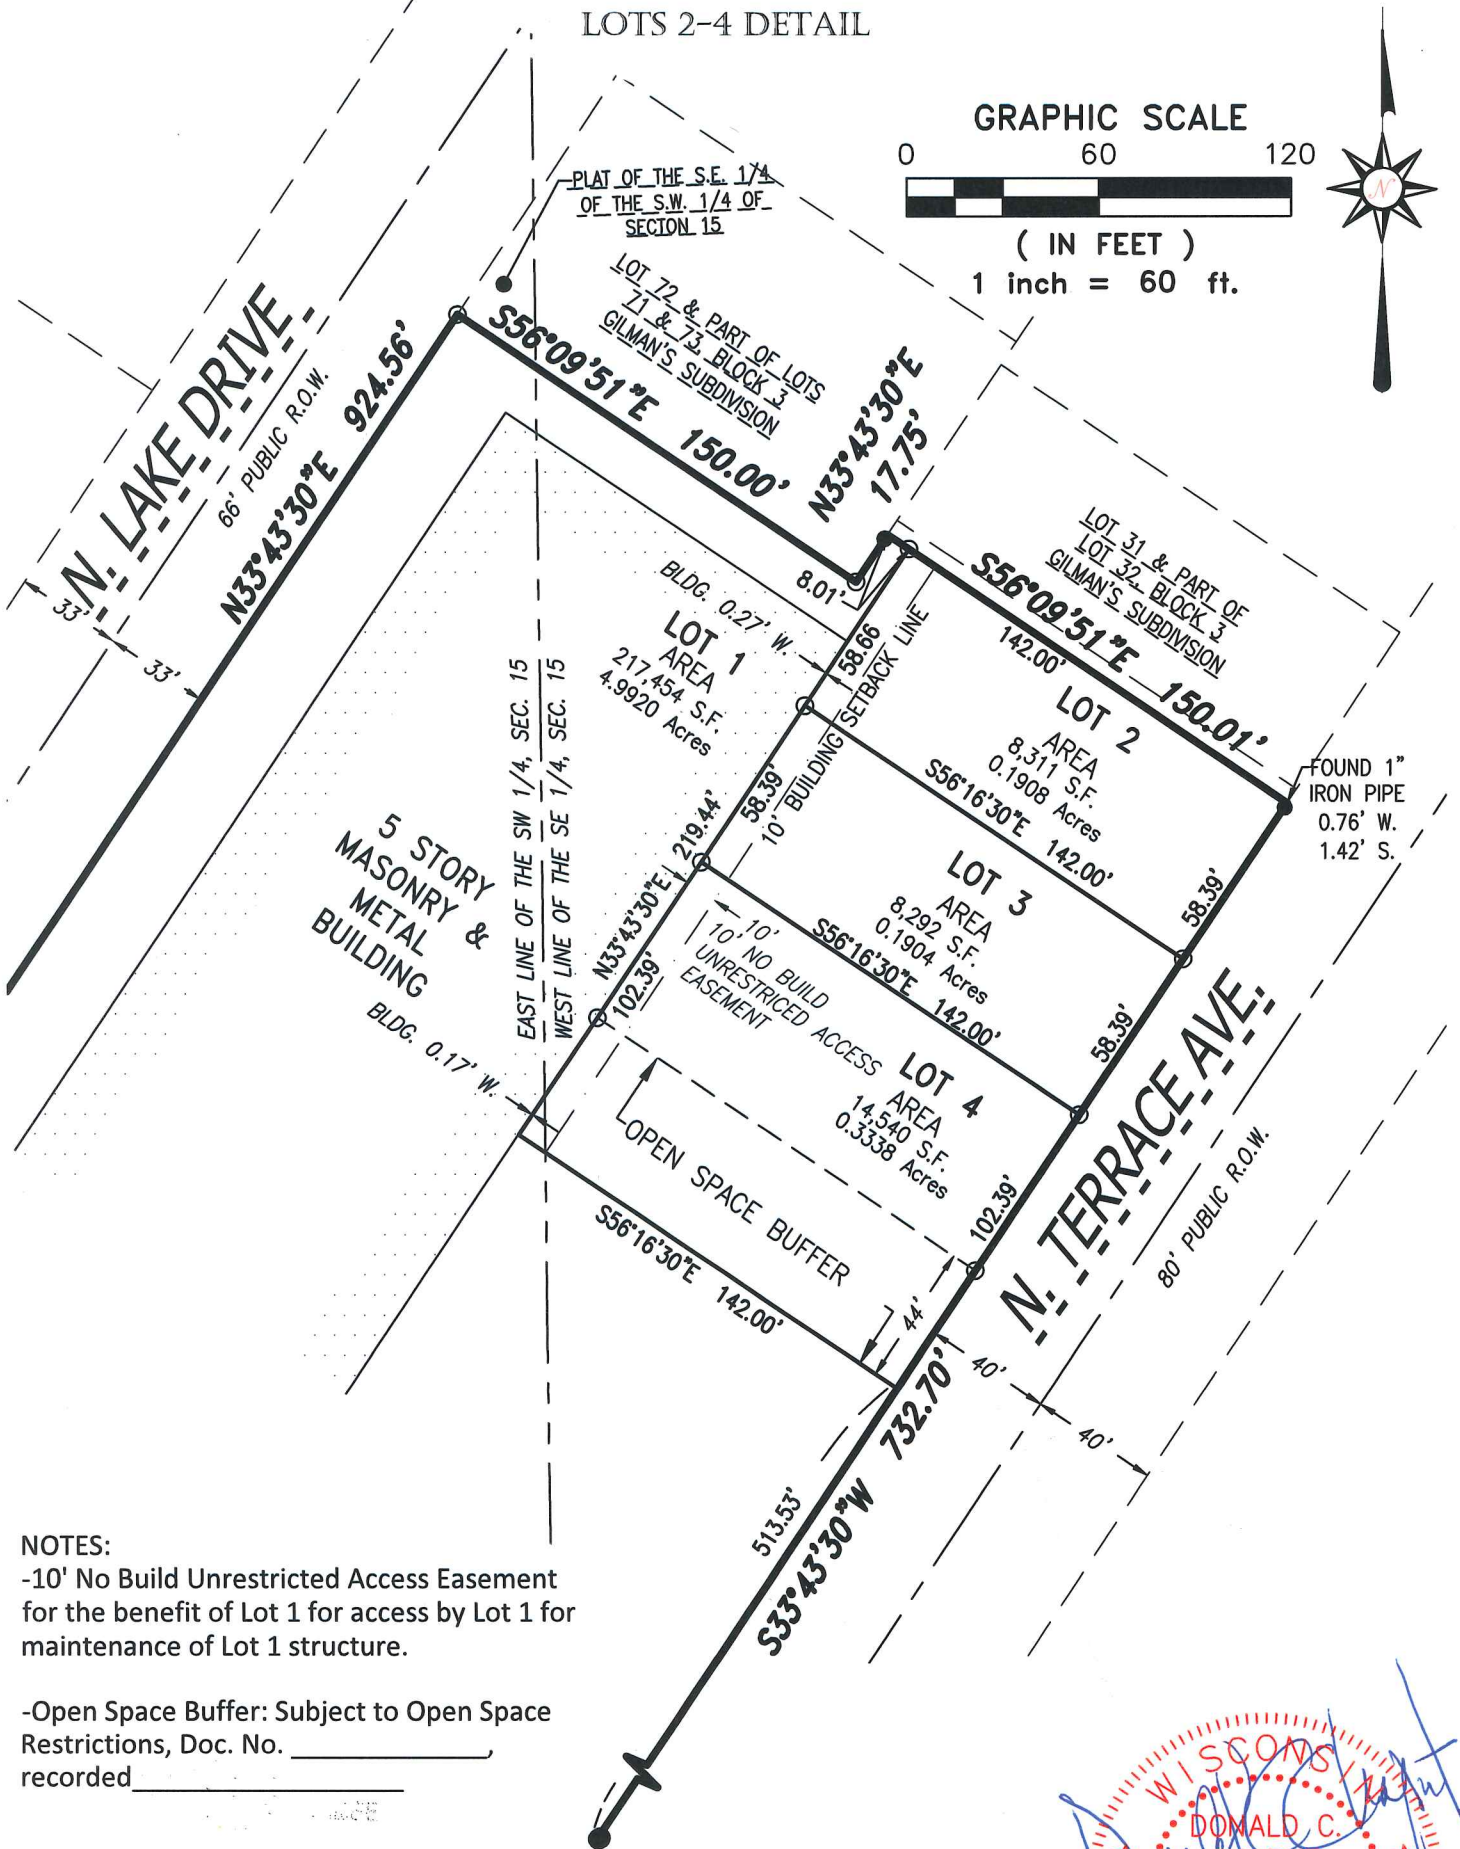 LOTS 2-4 DETAIL
GRAPHIC SCALE
0 60 120
( IN FEET )
1 inch = 60 ft.
N
PLAT OF THE S.E. 1/4
OF THE S.W. 1/4 OF
SECTON 15
LOT 72 & PART OF LOTS
71 & 73, BLOCK 3
GILMAN'S SUBDIVISION
S56°09'51"E 150.00'
N33°43'30"E
17.75'
N. LAKE DRIVE
66' PUBLIC R.O.W.
N33°43'30"E 924.56'
33'
33'
LOT 31 & PART OF
LOT 32, BLOCK 3
GILMAN'S SUBDIVISION
S56°09'51"E 150.01'
142.00'
8.01'
BLDG. 0.27' W.
58.66
10' BUILDING SETBACK LINE
LOT 1
AREA
217,454 S.F.
4.9920 Acres
LOT 2
AREA
8,311 S.F.
0.1908 Acres
FOUND 1"
IRON PIPE
0.76' W.
1.42' S.
S56°16'30"E 142.00'
58.39'
58.39'
N33°43'30"E 219.44'
LOT 3
AREA
8,292 S.F.
0.1904 Acres
S56°16'30"E 142.00'
58.39'
5 STORY
MASONRY &
METAL
BUILDING
EAST LINE OF THE SW 1/4, SEC. 15
WEST LINE OF THE SE 1/4, SEC. 15
10'
10' NO BUILD
UNRESTRICED ACCESS
EASEMENT
102.39'
BLDG. 0.17' W.
LOT 4
AREA
14,540 S.F.
0.3338 Acres
102.39'
OPEN SPACE BUFFER
S56°16'30"E 142.00'
44'
N. TERRACE AVE.
80' PUBLIC R.O.W.
40'
40'
S33°43'30"W 732.70'
513.53'
NOTES:
-10' No Build Unrestricted Access Easement
for the benefit of Lot 1 for access by Lot 1 for
maintenance of Lot 1 structure.
-Open Space Buffer: Subject to Open Space
Restrictions, Doc. No. ________________,
recorded______________________
WISCONSIN
DONALD C.